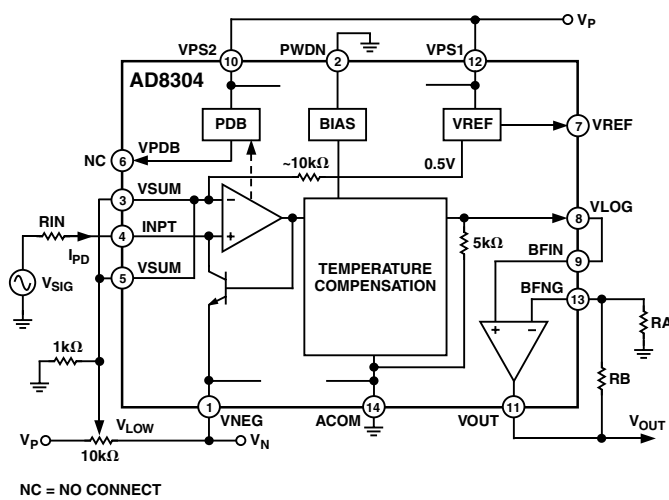 V_P
VPS2
PWDN
VPS1
10
2
12
AD8304
PDB
BIAS
VREF
7
VREF
VPDB
NC
6
~10kΩ
0.5V
VSUM
3
−
VLOG
8
RIN
INPT
4
+
I_PD
5kΩ
BFIN
9
V_SIG
5
VSUM
TEMPERATURE
COMPENSATION
BFNG
13
+
−
RA
1kΩ
RB
V_LOW
1
VNEG
ACOM
14
VOUT
11
V_OUT
V_P
V_N
10kΩ
NC = NO CONNECT